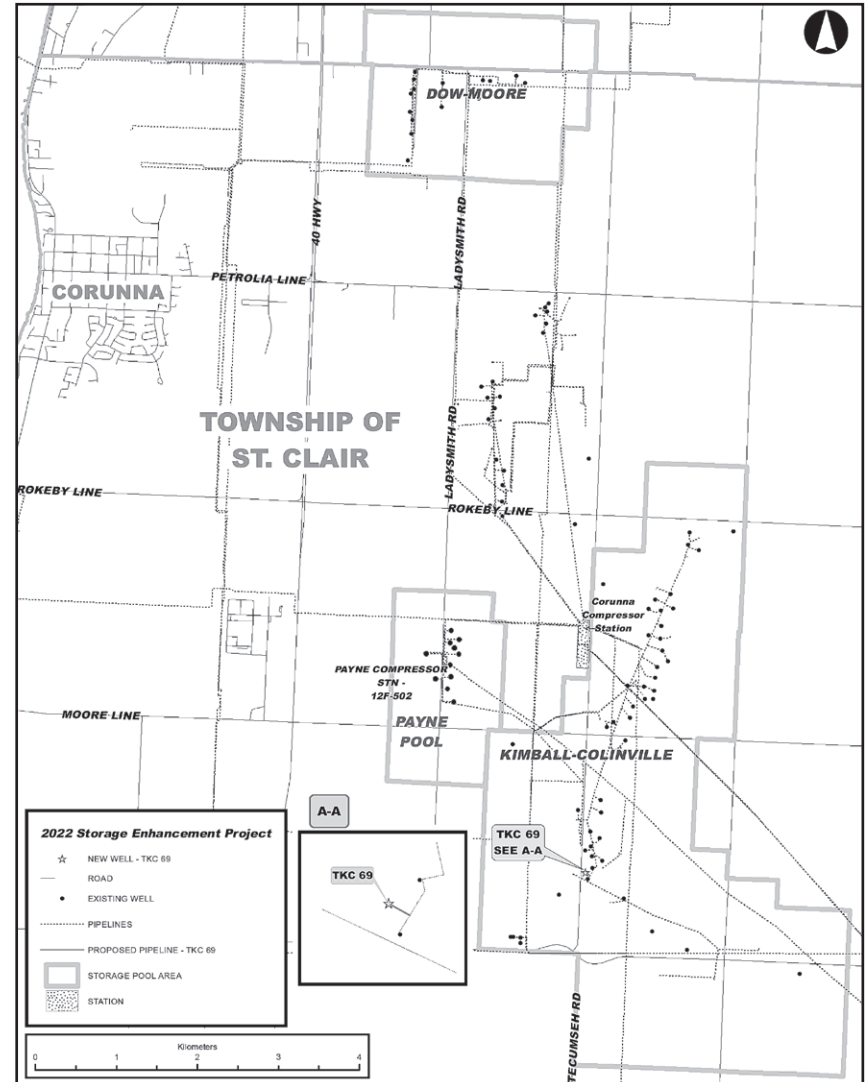 DOW-MOORE
40 HWY
LADYSMITH RD
PETROLIA LINE
CORUNNA
TOWNSHIP OF
ST. CLAIR
LADYSMITH RD
ROKEBY LINE
ROKEBY LINE
Corunna
Compressor
Station
PAYNE COMPRESSOR
STN -
12F-502
MOORE LINE
PAYNE
POOL
KIMBALL-COLINVILLE
A-A
TKC 69
TKC 69
SEE A-A
2022 Storage Enhancement Project
NEW WELL - TKC 69
ROAD
EXISTING WELL
PIPELINES
PROPOSED PIPELINE - TKC 69
STORAGE POOL AREA
STATION
TECUMSEH RD
Kilometers
0 1 2 3 4